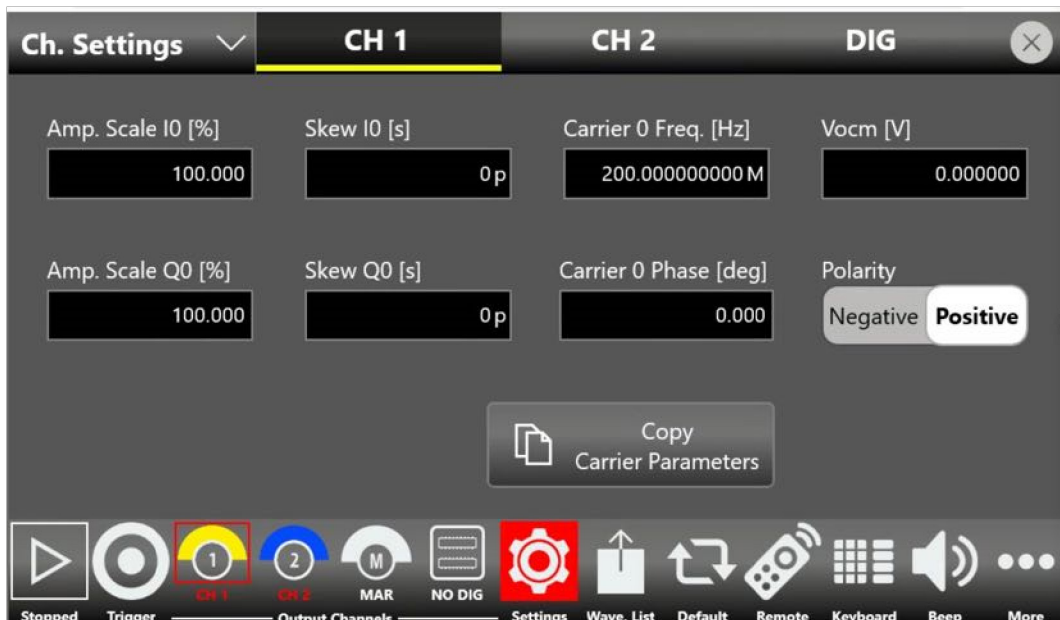 Ch. Settings CH 1 CH 2 DIG
Amp. Scale I0 [%] Skew I0 [s] Carrier 0 Freq. [Hz] Vocm [V]
100.000 0 p 200.000000000 M 0.000000
Amp. Scale Q0 [%] Skew Q0 [s] Carrier 0 Phase [deg] Polarity
100.000 0 p 0.000 Negative Positive
Copy
Carrier Parameters
1 2 M
CH 1 CH 2 MAR NO DIG
Stopped Trigger Output Channels Settings Wave. List Default Remote Keyboard Beep More